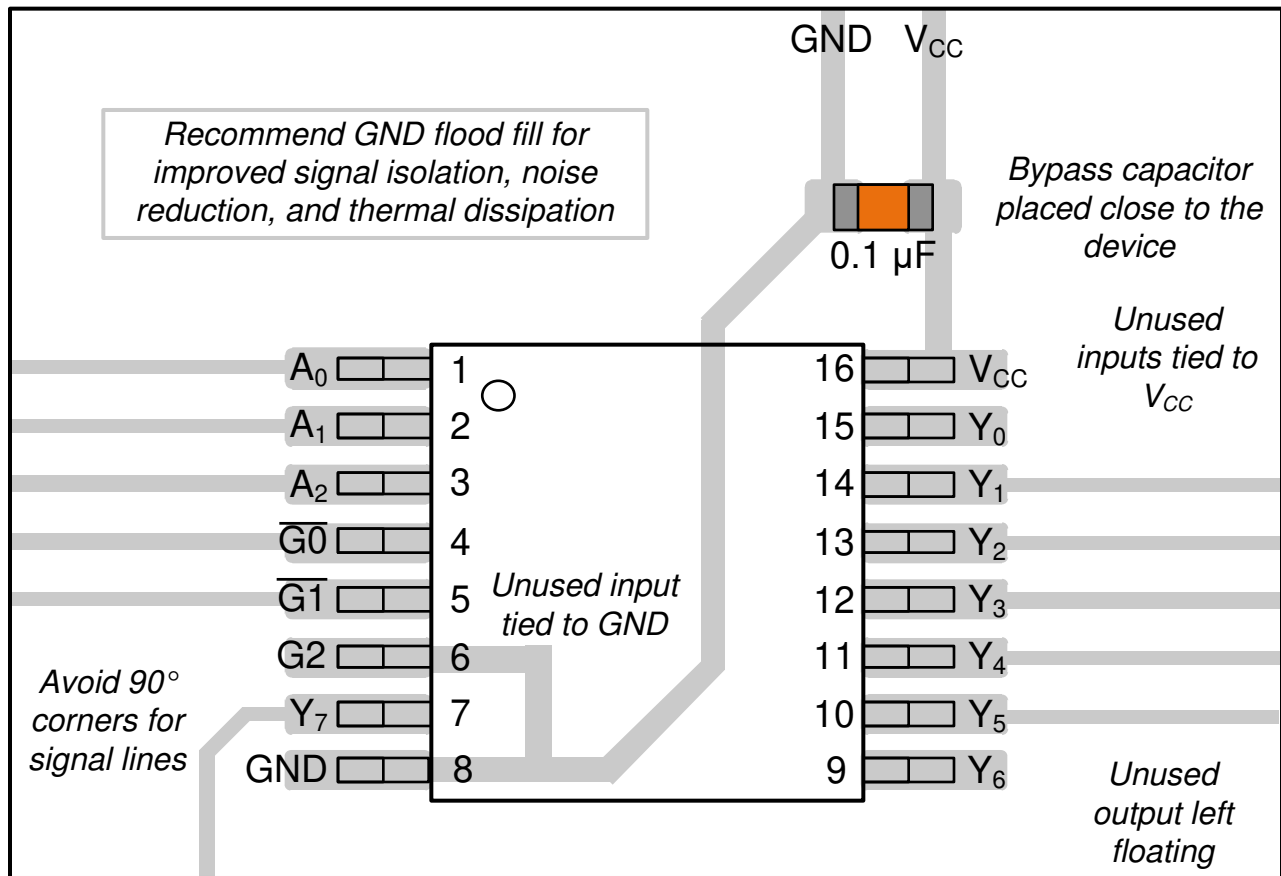 GND VCC
Recommend GND flood fill for
improved signal isolation, noise
reduction, and thermal dissipation
Bypass capacitor
placed close to the
device
0.1 µF
Unused
inputs tied to
VCC
A0 1 16 VCC
A1 2 15 Y0
A2 3 14 Y1
G̅0̅ 4 13 Y2
G̅1̅ 5 12 Y3
Unused input
tied to GND
G2 6 11 Y4
Y7 7 10 Y5
GND 8 9 Y6
Avoid 90°
corners for
signal lines
Unused
output left
floating